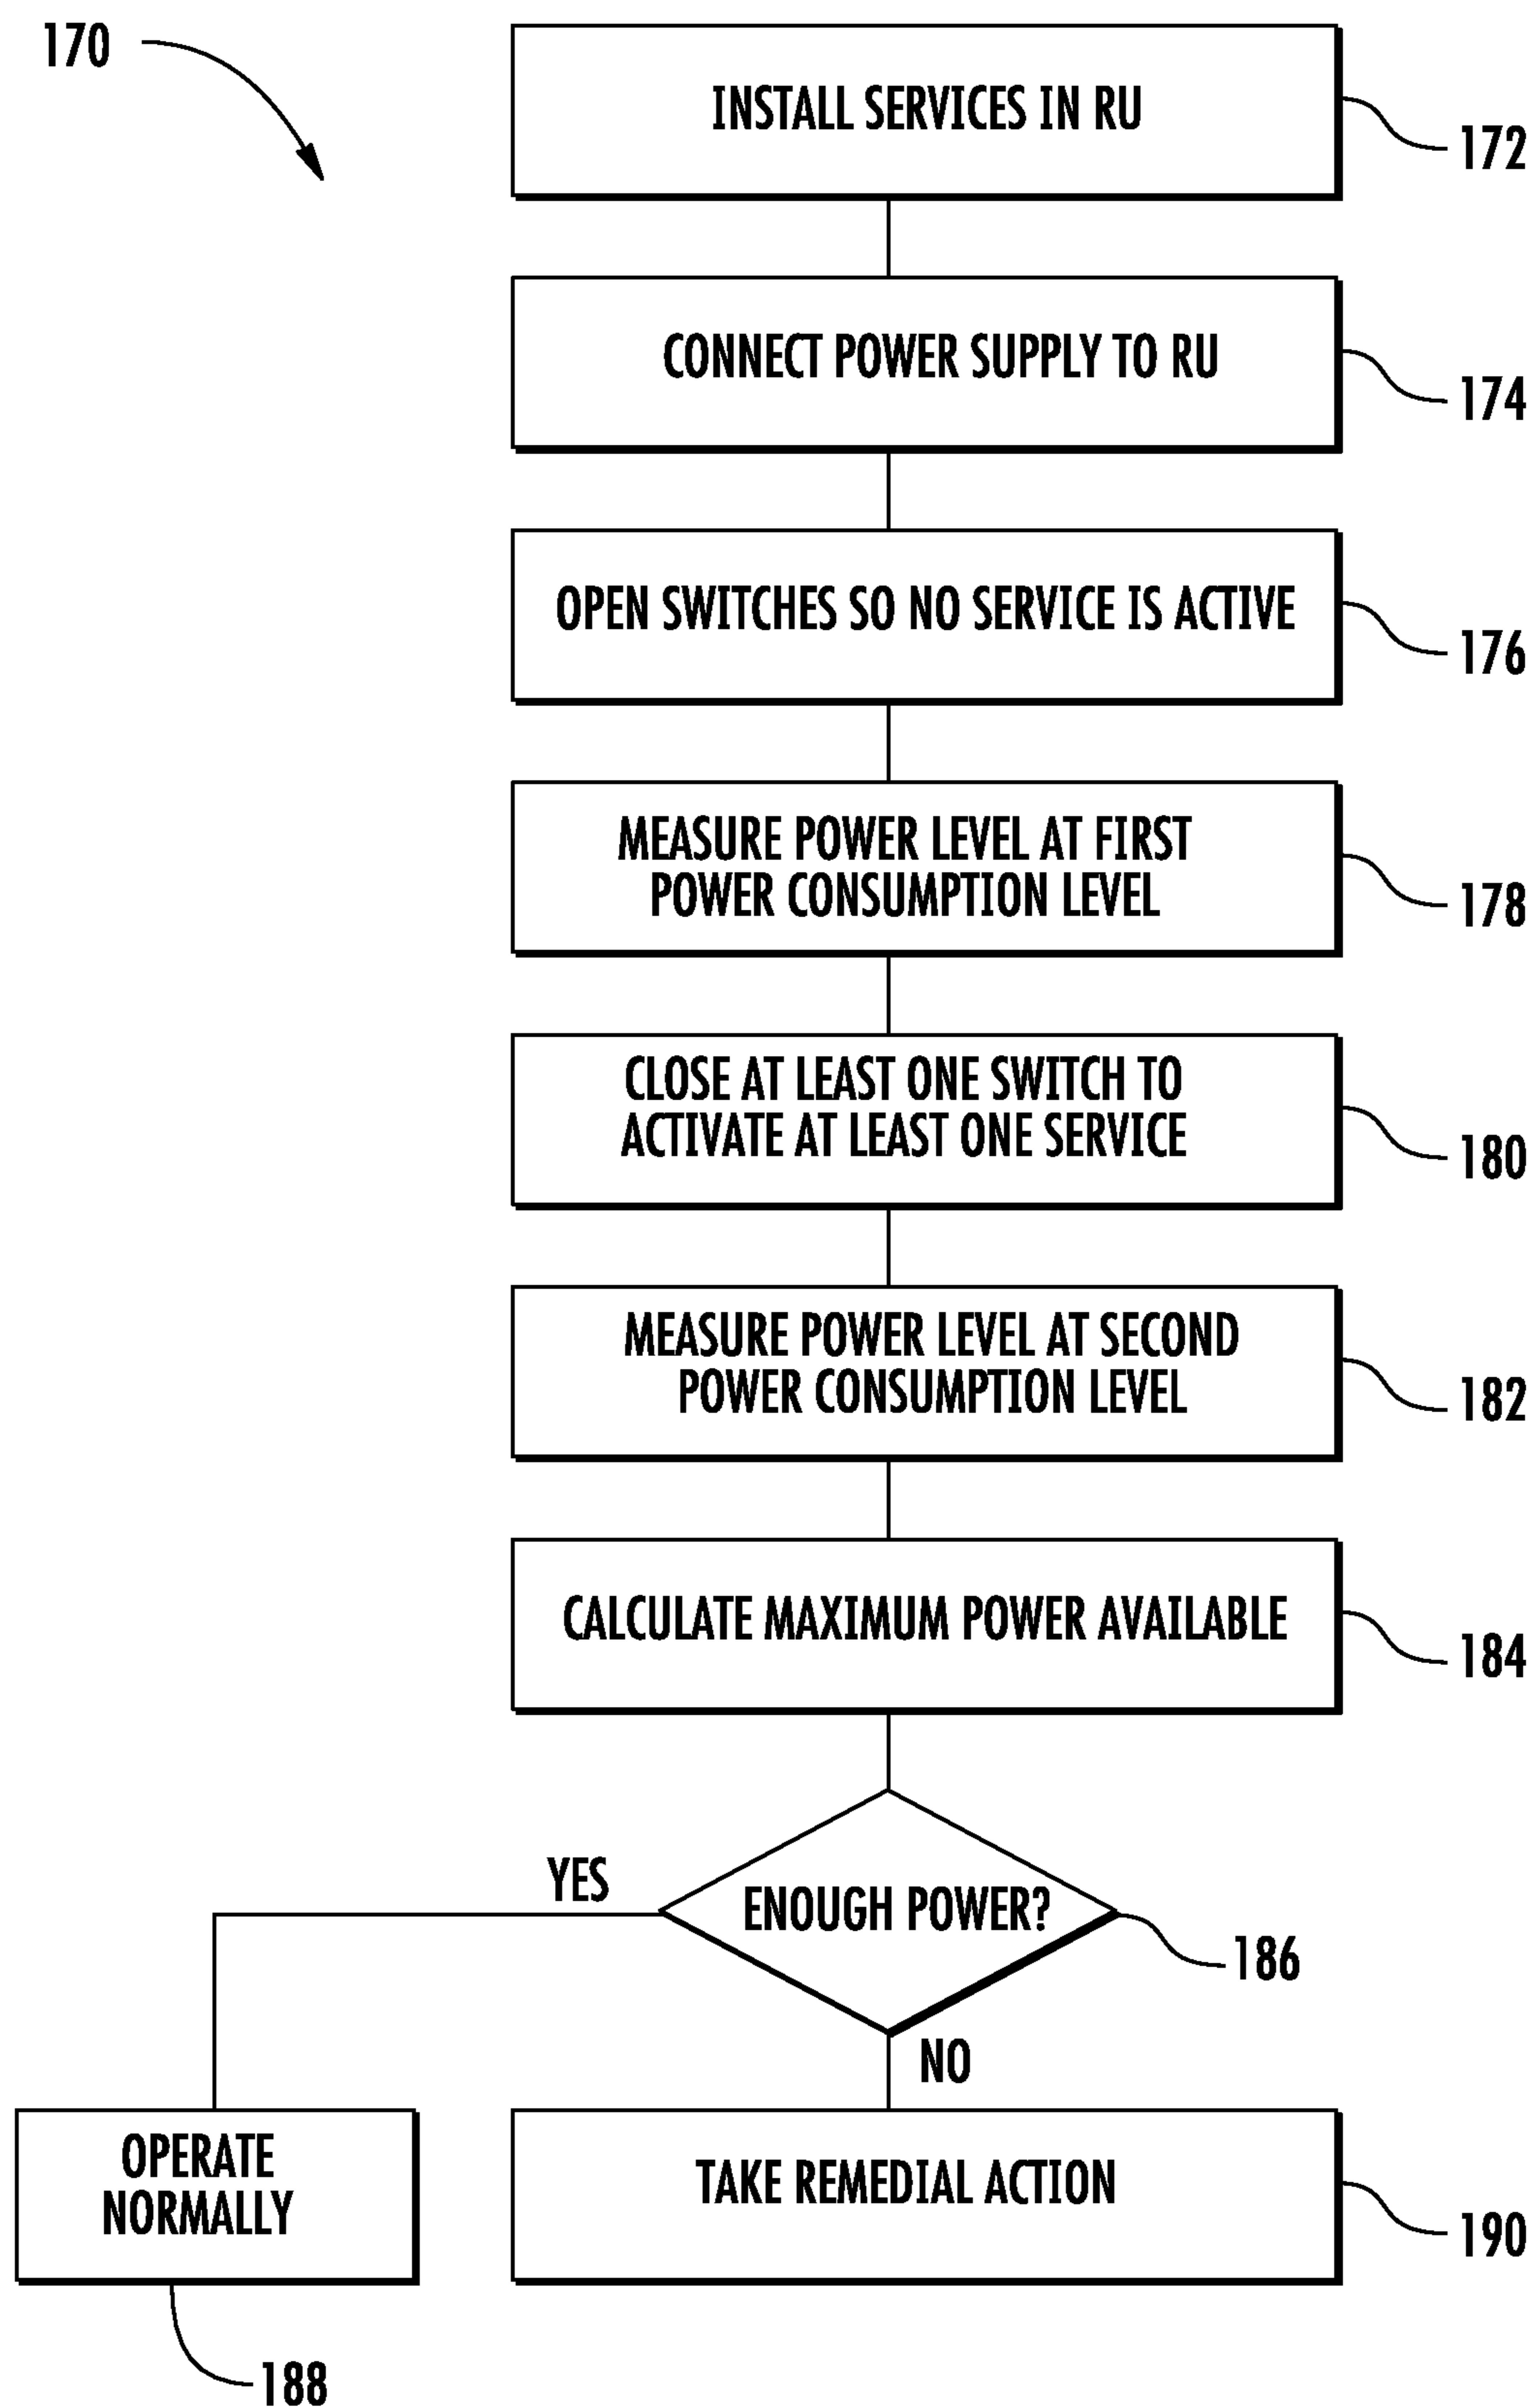 170
INSTALL SERVICES IN RU
172
CONNECT POWER SUPPLY TO RU
174
OPEN SWITCHES SO NO SERVICE IS ACTIVE
176
MEASURE POWER LEVEL AT FIRST
POWER CONSUMPTION LEVEL
178
CLOSE AT LEAST ONE SWITCH TO
ACTIVATE AT LEAST ONE SERVICE
180
MEASURE POWER LEVEL AT SECOND
POWER CONSUMPTION LEVEL
182
CALCULATE MAXIMUM POWER AVAILABLE
184
YES
ENOUGH POWER?
186
NO
OPERATE
NORMALLY
188
TAKE REMEDIAL ACTION
190